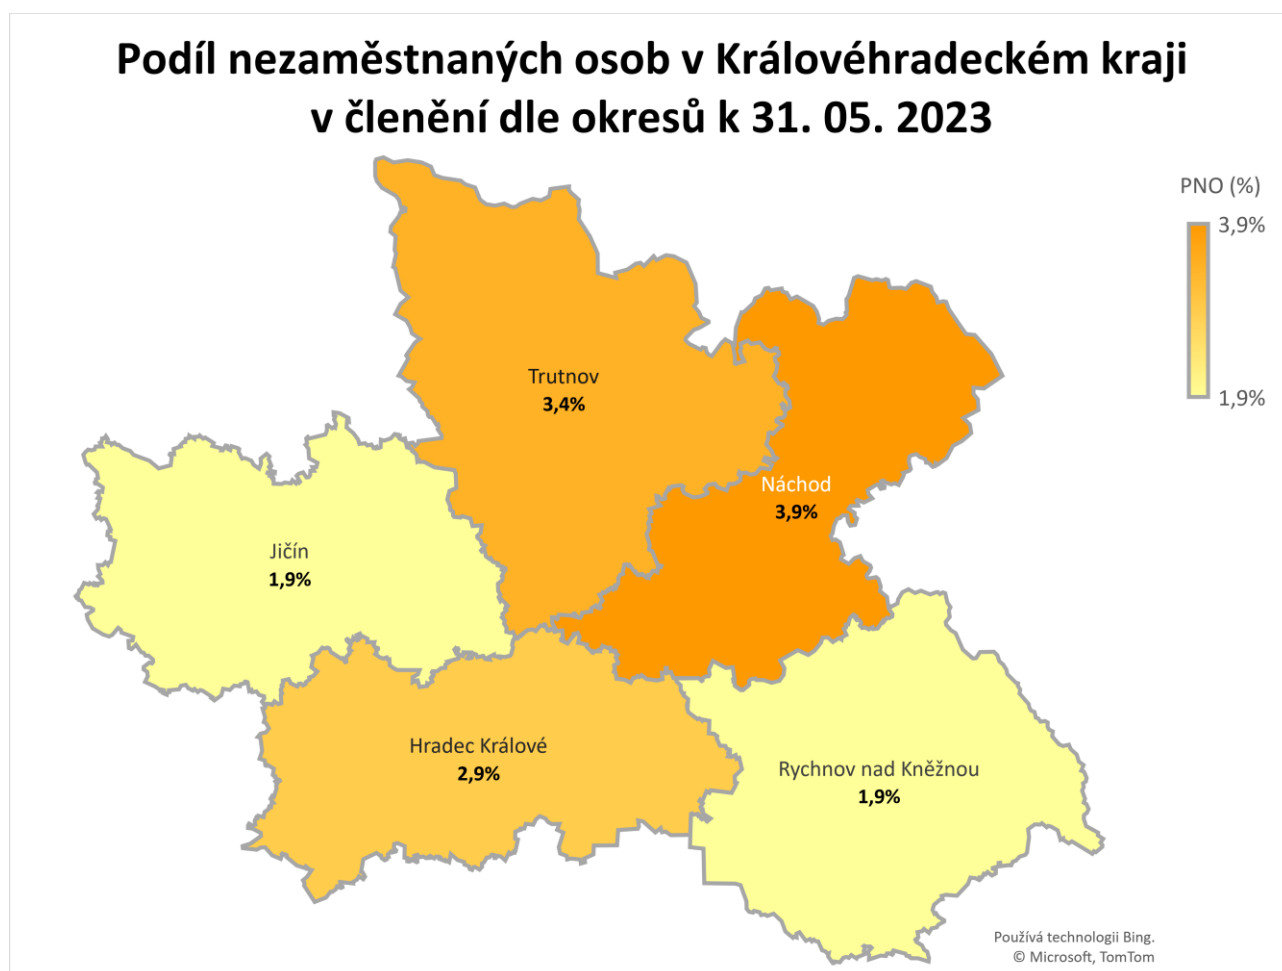 Podíl nezaměstnaných osob v Královéhradeckém kraji
v členění dle okresů k 31. 05. 2023
PNO (%)
3,9%
1,9%
Trutnov
3,4%
Náchod
3,9%
Jičín
1,9%
Hradec Králové
2,9%
Rychnov nad Kněžnou
1,9%
Používá technologii Bing.
© Microsoft, TomTom